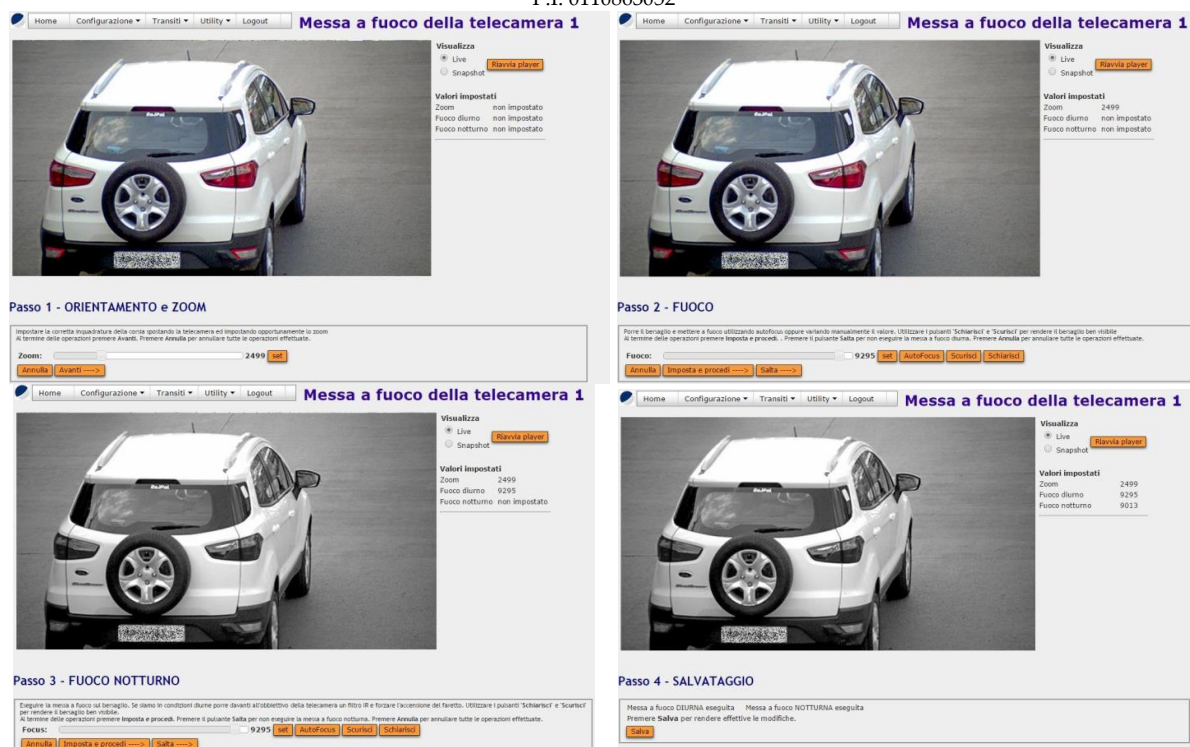 P.I. 0110863052
Home Configurazione Transiti Utility Logout
Messa a fuoco della telecamera 1
Visualizza
Live
Snapshot
Riavvia player
Valori impostati
Zoom non impostato
Fuoco diurno non impostato
Fuoco notturno non impostato
Passo 1 - ORIENTAMENTO e ZOOM
Impostare la corretta inquadratura della corsia spostando la telecamera ed impostando opportunamente lo zoom
Al termine delle operazioni premere Avanti. Premere Annulla per annullare tutte le operazioni effettuate.
Zoom: 2499 set
Annulla Avanti ---->
Home Configurazione Transiti Utility Logout
Messa a fuoco della telecamera 1
Visualizza
Live
Snapshot
Riavvia player
Valori impostati
Zoom 2499
Fuoco diurno non impostato
Fuoco notturno non impostato
Passo 2 - FUOCO
Porre il bersaglio e mettere a fuoco utilizzando autofocus oppure variando manualmente il valore. Utilizzare i pulsanti 'Schiarisci' e 'Scurisci' per rendere il bersaglio ben visibile
Al termine delle operazioni premere Imposta e procedi. . Premere il pulsante Salta per non eseguire la messa a fuoco diurna. Premere Annulla per annullare tutte le operazioni effettuate.
Fuoco: 9295 set AutoFocus Scurisci Schiarisci
Annulla Imposta e procedi ----> Salta ---->
Home Configurazione Transiti Utility Logout
Messa a fuoco della telecamera 1
Visualizza
Live
Snapshot
Riavvia player
Valori impostati
Zoom 2499
Fuoco diurno 9295
Fuoco notturno non impostato
Passo 3 - FUOCO NOTTURNO
Eseguire la messa a fuoco sul bersaglio. Se siamo in condizioni diurne porre davanti all'obbiettivo della telecamera un filtro IR e forzare l'accensione del faretto. Utilizzare i pulsanti 'Schiarisci' e 'Scurisci'
per rendere il bersaglio ben visibile.
Al termine delle operazioni premere Imposta e procedi. Premere il pulsante Salta per non eseguire la messa a fuoco notturna. Premere Annulla per annullare tutte le operazioni effettuate.
Focus: 9295 set AutoFocus Scurisci Schiarisci
Annulla Imposta e procedi ----> Salta ---->
Home Configurazione Transiti Utility Logout
Messa a fuoco della telecamera 1
Visualizza
Live
Snapshot
Riavvia player
Valori impostati
Zoom 2499
Fuoco diurno 9295
Fuoco notturno 9013
Passo 4 - SALVATAGGIO
Messa a fuoco DIURNA eseguita Messa a fuoco NOTTURNA eseguita
Premere Salva per rendere effettive le modifiche.
Salva